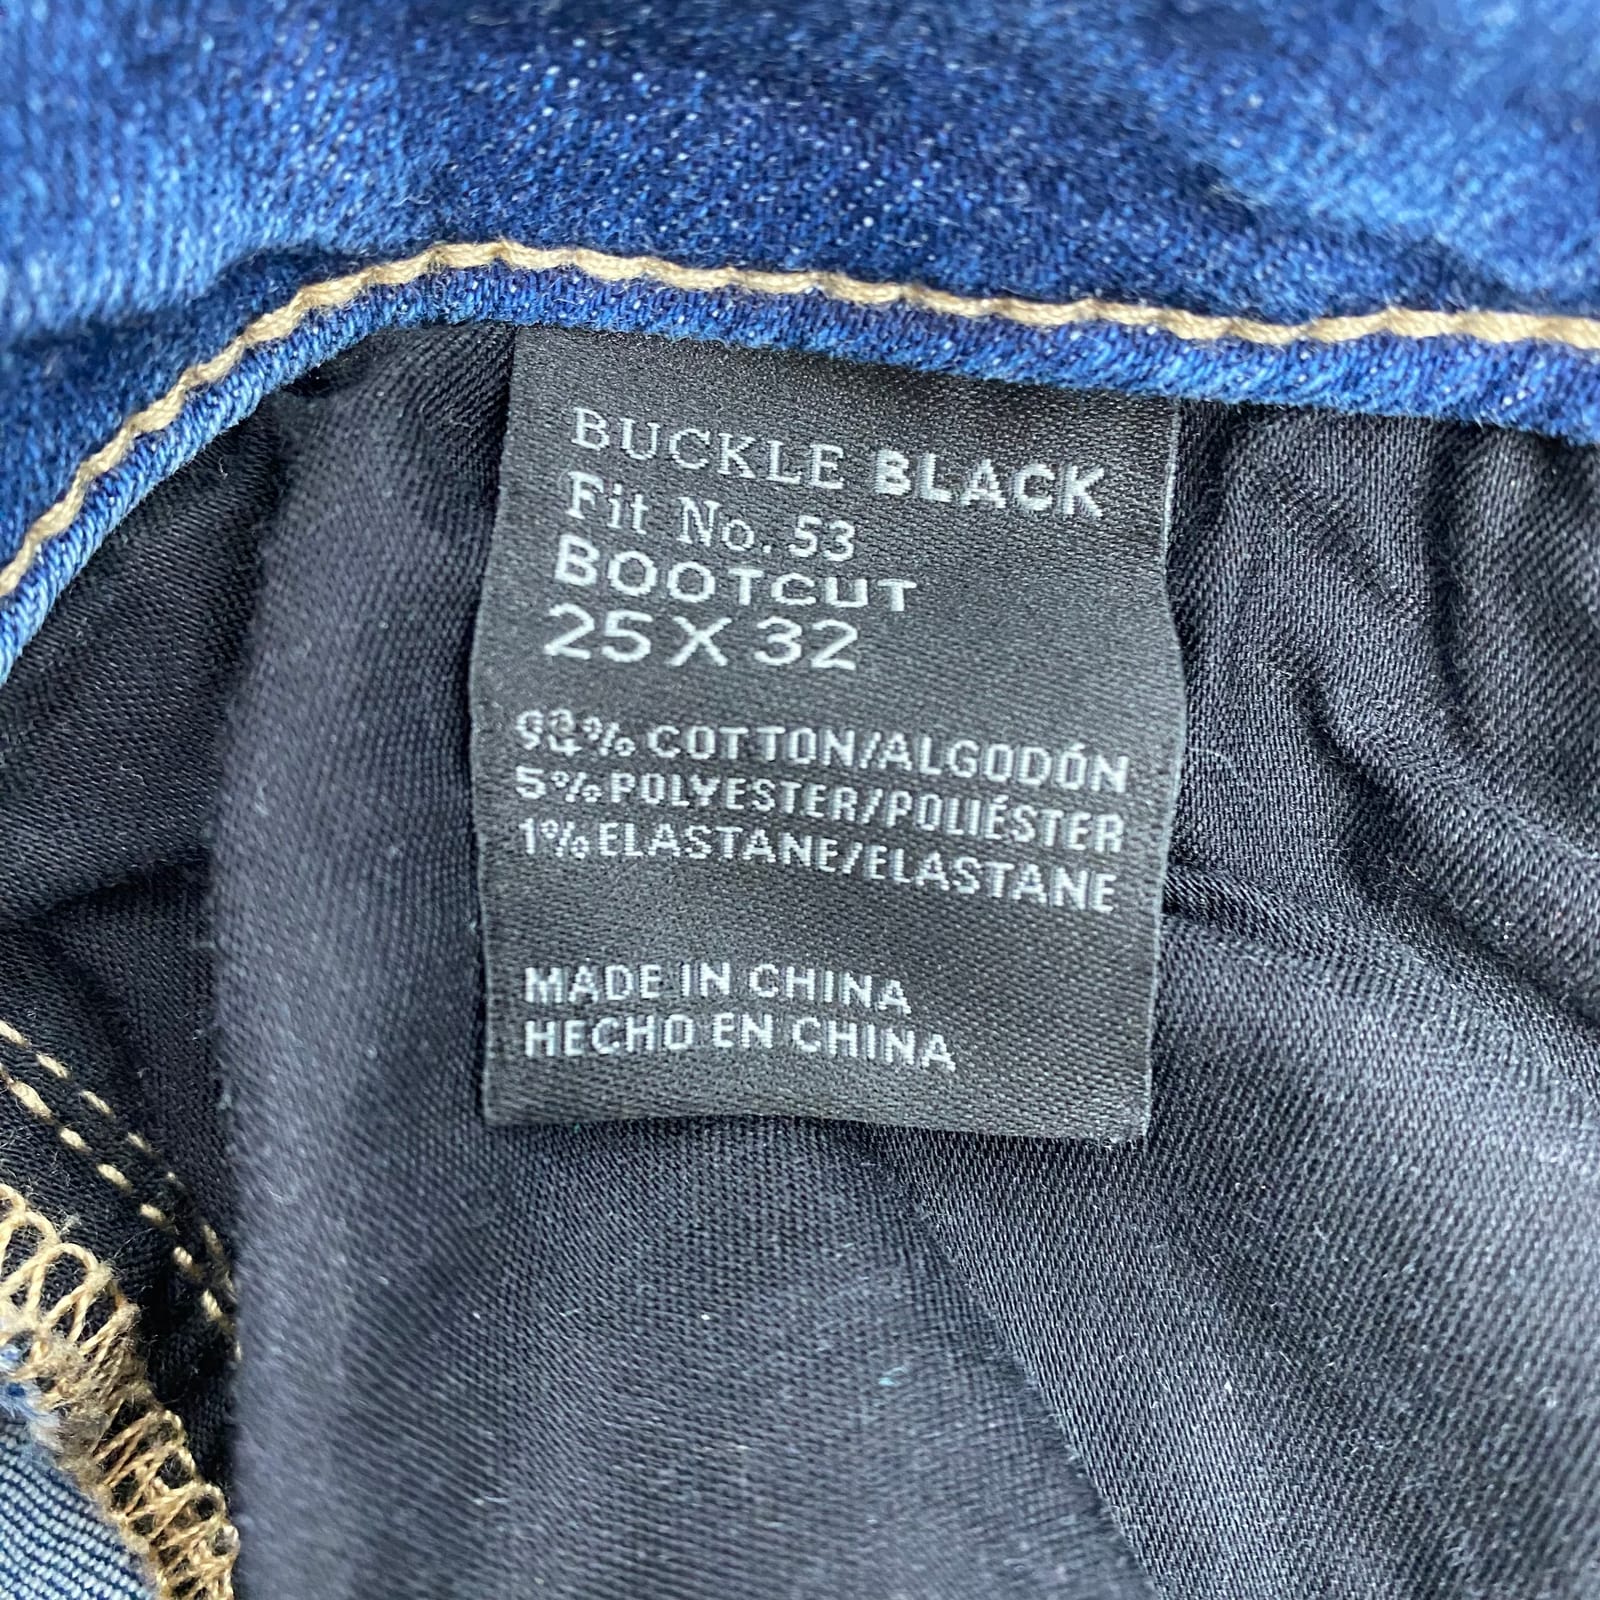 BUCKLE BLACK
Fit No. 53
BOOTCUT
25 X 32
94% COTTON/ALGODÓN
5% POLYESTER/POLIÉSTER
1% ELASTANE/ELASTANE
MADE IN CHINA
HECHO EN CHINA